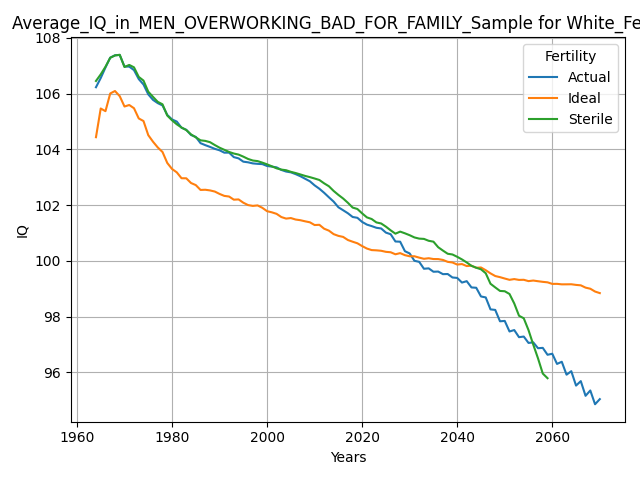 Average_IQ_in_MEN_OVERWORKING_BAD_FOR_FAMILY_Sample for White_Fe
108
106
104
102
100
98
96
IQ
Fertility
Actual
Ideal
Sterile
1960
1980
2000
2020
2040
2060
Years